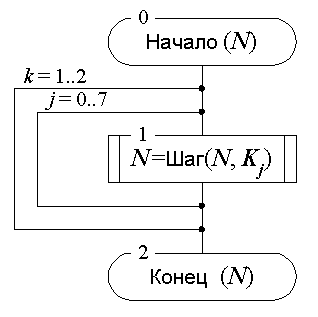 0
Начало (N)
k = 1..2
j = 0..7
1
N=Шаг(N, Kj)
2
Конец (N)